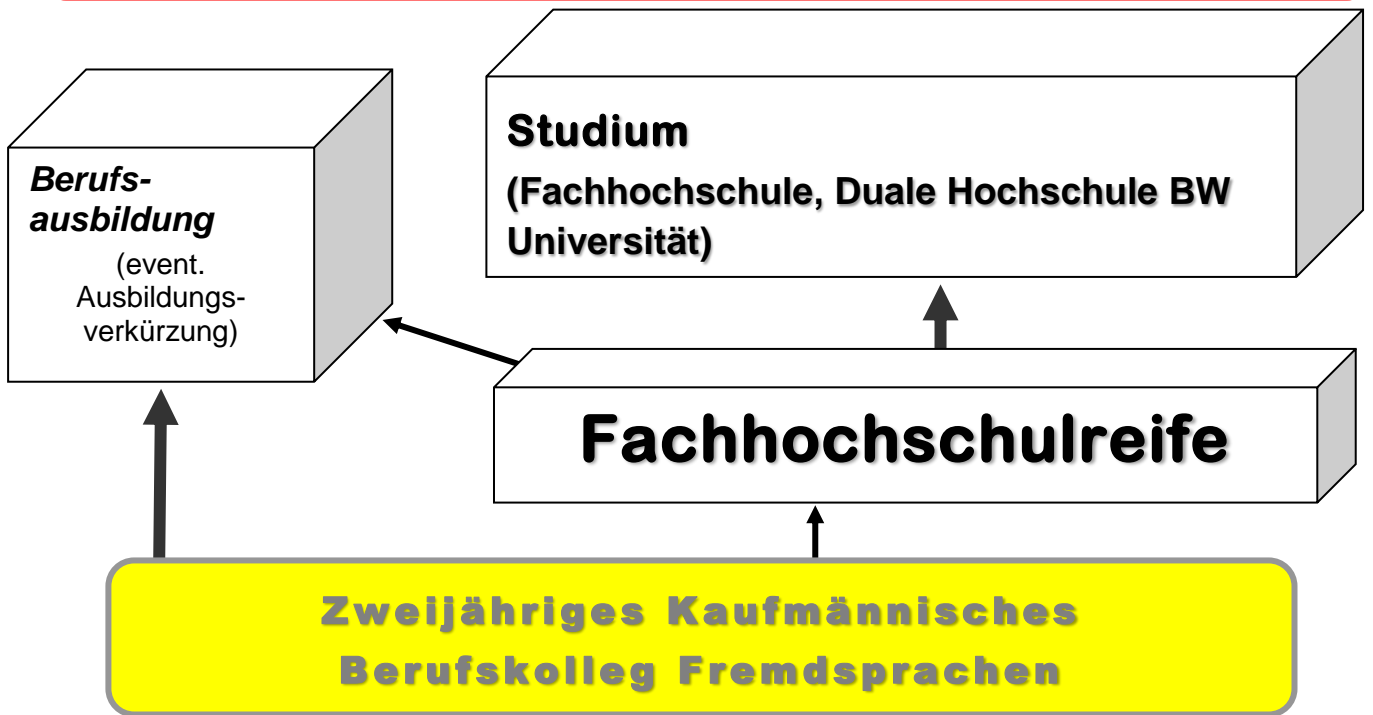 Studium
(Fachhochschule, Duale Hochschule BW
Universität)
Berufs-
ausbildung
(event.
Ausbildungs-
verkürzung)
Fachhochschulreife
Zweijähriges Kaufmännisches
Berufskolleg Fremdsprachen